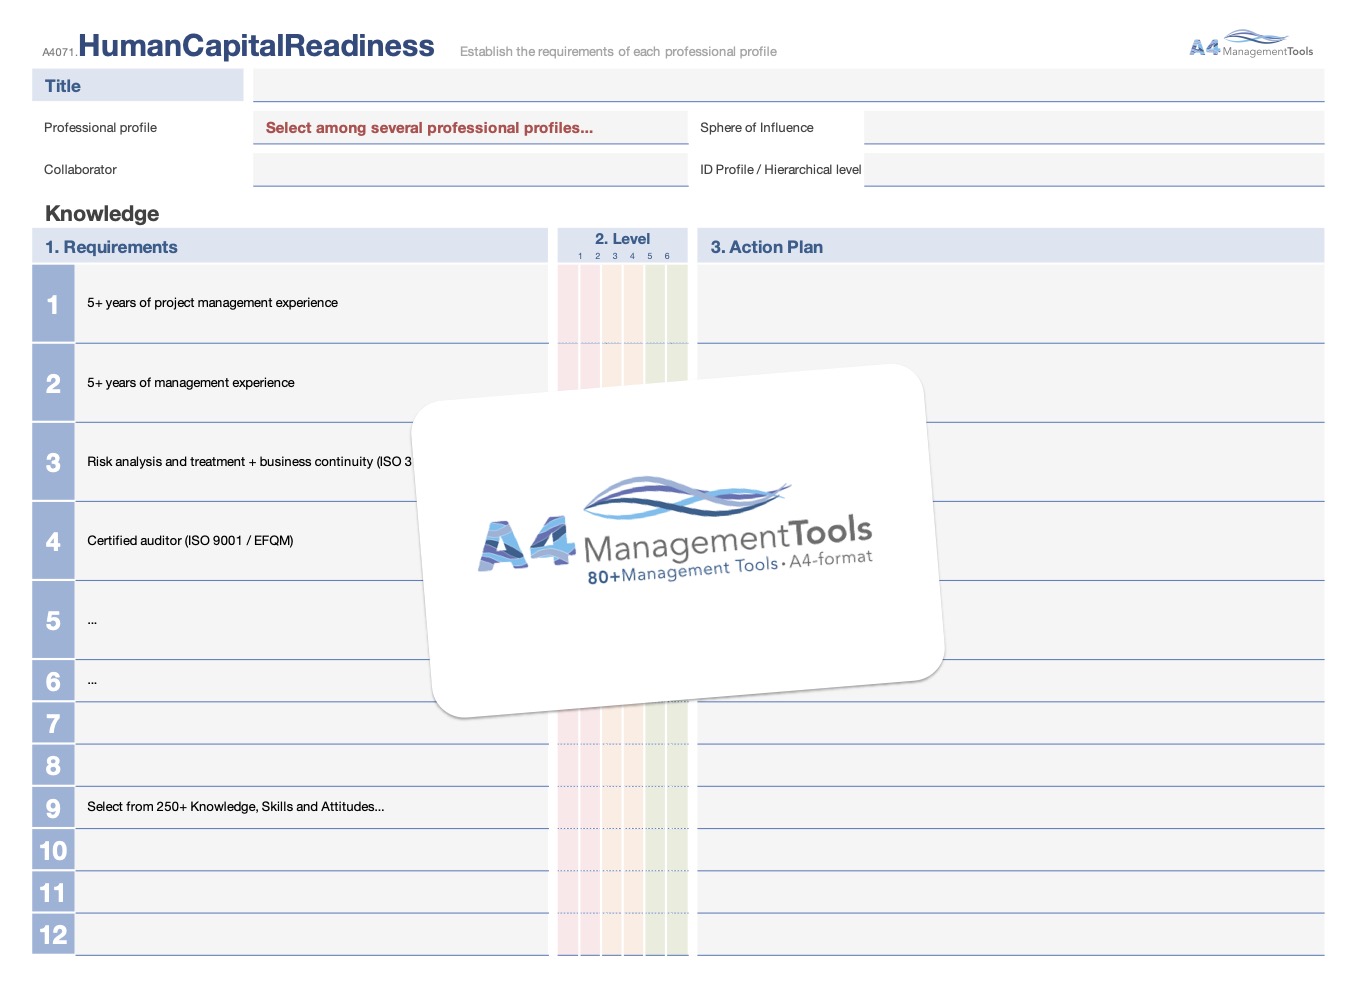 A4071.HumanCapitalReadiness Establish the requirements of each professional profile A4 ManagementTools
Title
Professional profile Select among several professional profiles... Sphere of Influence
Collaborator ID Profile / Hierarchical level
Knowledge
1. Requirements 2. Level 3. Action Plan
1 2 3 4 5 6
1 5+ years of project management experience
2 5+ years of management experience
3 Risk analysis and treatment + business continuity (ISO 3
4 Certified auditor (ISO 9001 / EFQM)
5 ...
6 ...
7
8
9 Select from 250+ Knowledge, Skills and Attitudes...
10
11
12
A4 ManagementTools
80+Management Tools • A4-format